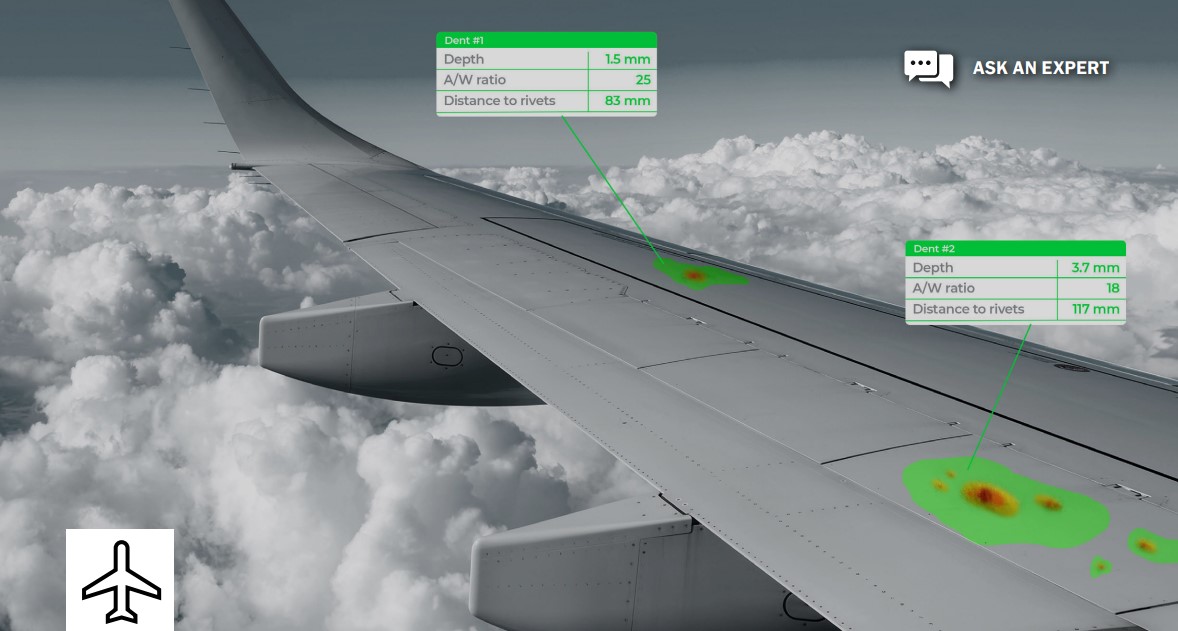 Dent #1
Depth 1.5 mm
A/W ratio 25
Distance to rivets 83 mm
ASK AN EXPERT
Dent #2
Depth 3.7 mm
A/W ratio 18
Distance to rivets 117 mm